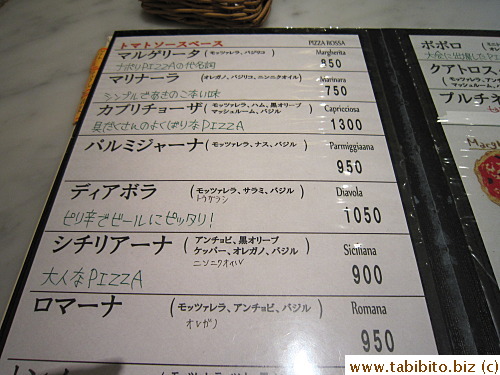 トマトソースベース PIZZA ROSSA
マルゲリータ (モッツァレラ、バジリコ) Margherita
ナポリPIZZAの代名詞 850
マリナーラ (オレガノ、バジリコ、ニンニクオイル) Marinara
シンプルであきのこない味 750
カプリチョーザ (モッツァレラ、ハム、黒オリーブ マッシュルーム、バジル) Capricciosa
具だくさんのよくばりなPIZZA 1300
パルミジャーナ (モッツァレラ、ナス、バジル) Parmiggiaana
950
ディアボラ (モッツァレラ、サラミ、バジル) Diavola
トウガラシ
ピリ辛でビールにピッタリ! 1050
シチリアーナ (アンチョビ、黒オリーブ ケッパー、オレガノ、バジル) Siciliana
ニンニクオイル
大人なPIZZA 900
ロマーナ (モッツァレラ、アンチョビ、バジル) Romana
オレガノ
950
ポポロ
クアトロス
ブルチ
Margh
www.tabibito.biz (c)